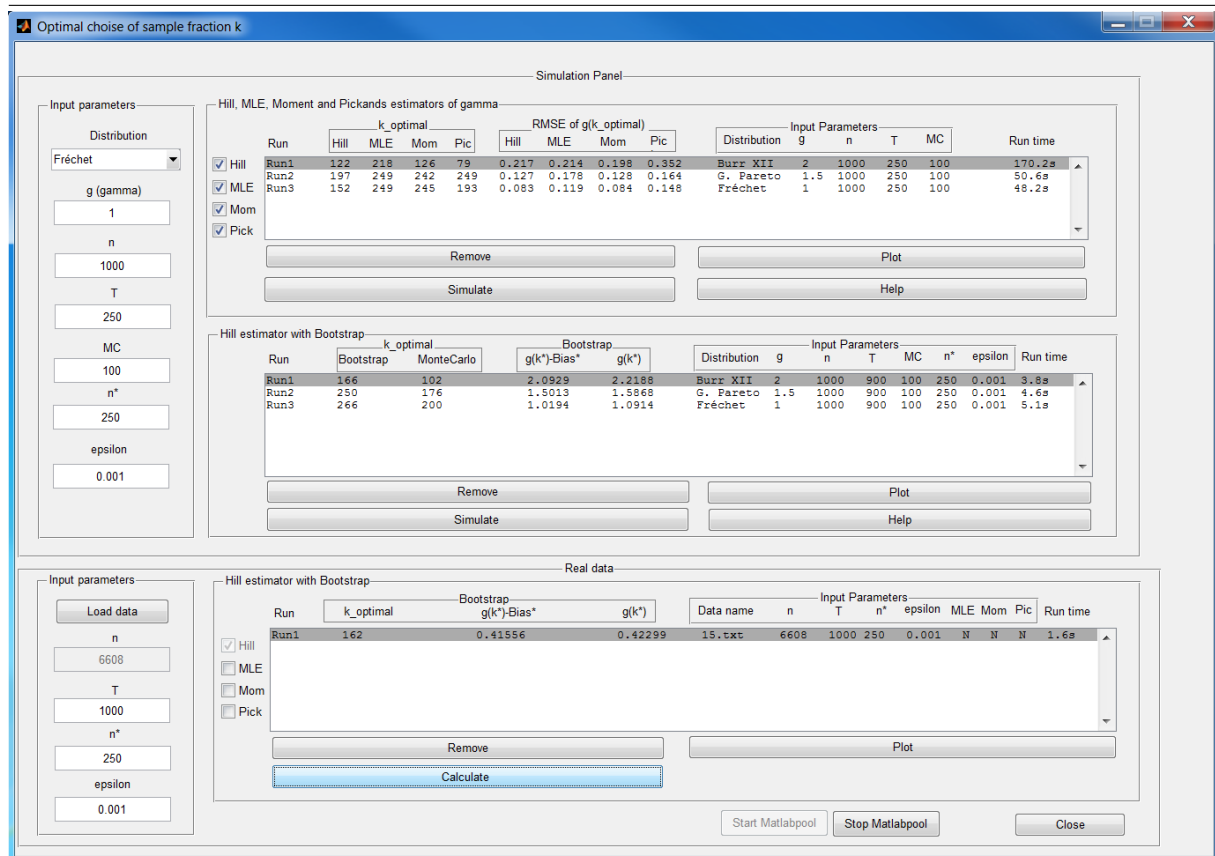 Optimal choise of sample fraction k
Simulation Panel
Input parameters
Distribution
Fréchet
g (gamma)
1
n
1000
T
250
MC
100
n*
250
epsilon
0.001
Hill, MLE, Moment and Pickands estimators of gamma
k_optimal RMSE of g(k_optimal) Input Parameters
Run Hill MLE Mom Pic Hill MLE Mom Pic Distribution g n T MC Run time
Hill
MLE
Mom
Pick
Run1 122 218 126 79 0.217 0.214 0.198 0.352 Burr XII 2 1000 250 100 170.2s
Run2 197 249 242 249 0.127 0.178 0.128 0.164 G. Pareto 1.5 1000 250 100 50.6s
Run3 152 249 245 193 0.083 0.119 0.084 0.148 Fréchet 1 1000 250 100 48.2s
Remove Plot
Simulate Help
Hill estimator with Bootstrap
k_optimal Bootstrap Input Parameters
Run Bootstrap MonteCarlo g(k*)-Bias* g(k*) Distribution g n T MC n* epsilon Run time
Run1 166 102 2.0929 2.2188 Burr XII 2 1000 900 100 250 0.001 3.8s
Run2 250 176 1.5013 1.5868 G. Pareto 1.5 1000 900 100 250 0.001 4.6s
Run3 266 200 1.0194 1.0914 Fréchet 1 1000 900 100 250 0.001 5.1s
Remove Plot
Simulate Help
Real data
Input parameters
Load data
n
6608
T
1000
n*
250
epsilon
0.001
Hill estimator with Bootstrap
Bootstrap Input Parameters
Run k_optimal g(k*)-Bias* g(k*) Data name n T n* epsilon MLE Mom Pic Run time
Hill
MLE
Mom
Pick
Run1 162 0.41556 0.42299 15.txt 6608 1000 250 0.001 N N N 1.6s
Remove Plot
Calculate
Start Matlabpool Stop Matlabpool Close